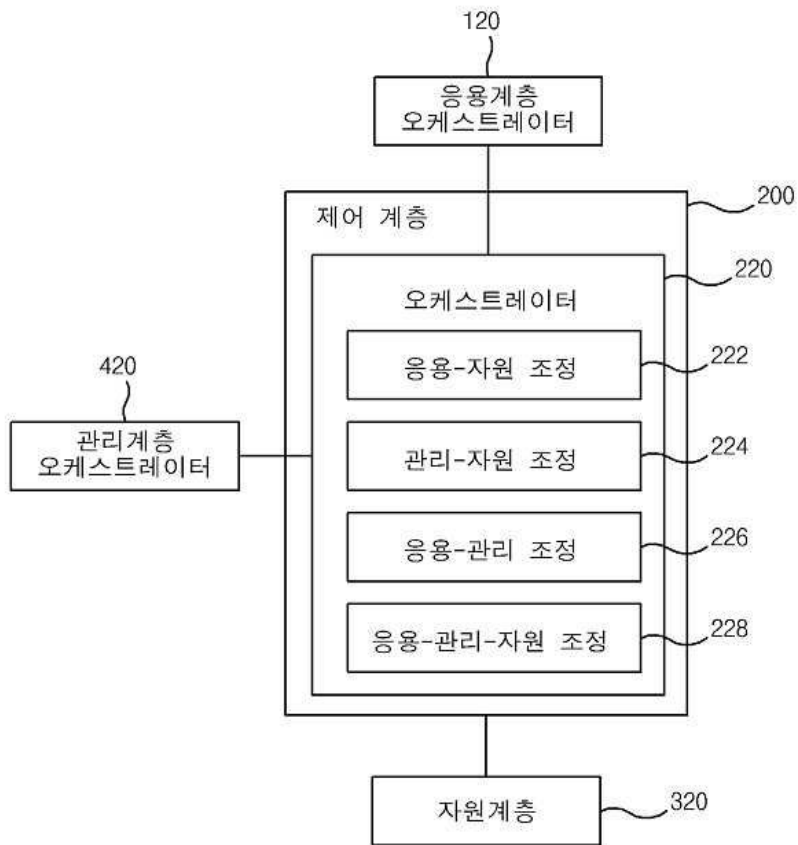 120
응용계층
오케스트레이터
200
제어 계층
220
오케스트레이터
222
응용-자원 조정
420
관리계층
오케스트레이터
224
관리-자원 조정
226
응용-관리 조정
228
응용-관리-자원 조정
320
자원계층